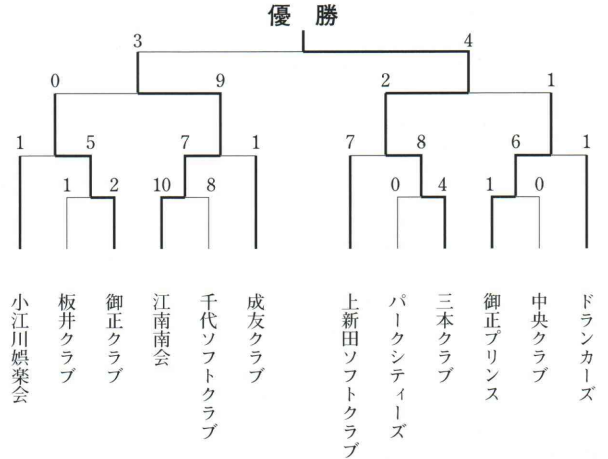 優勝
3 4
0 9 2 1
1 5 7 1 7 8 6 1
1 2 10 8 0 4 1 0
小江川娯楽会
板井クラブ
御正クラブ
江南南会
千代ソフトクラブ
成友クラブ
上新田ソフトクラブ
パークシティーズ
三本クラブ
御正プリンス
中央クラブ
ドランカーズ